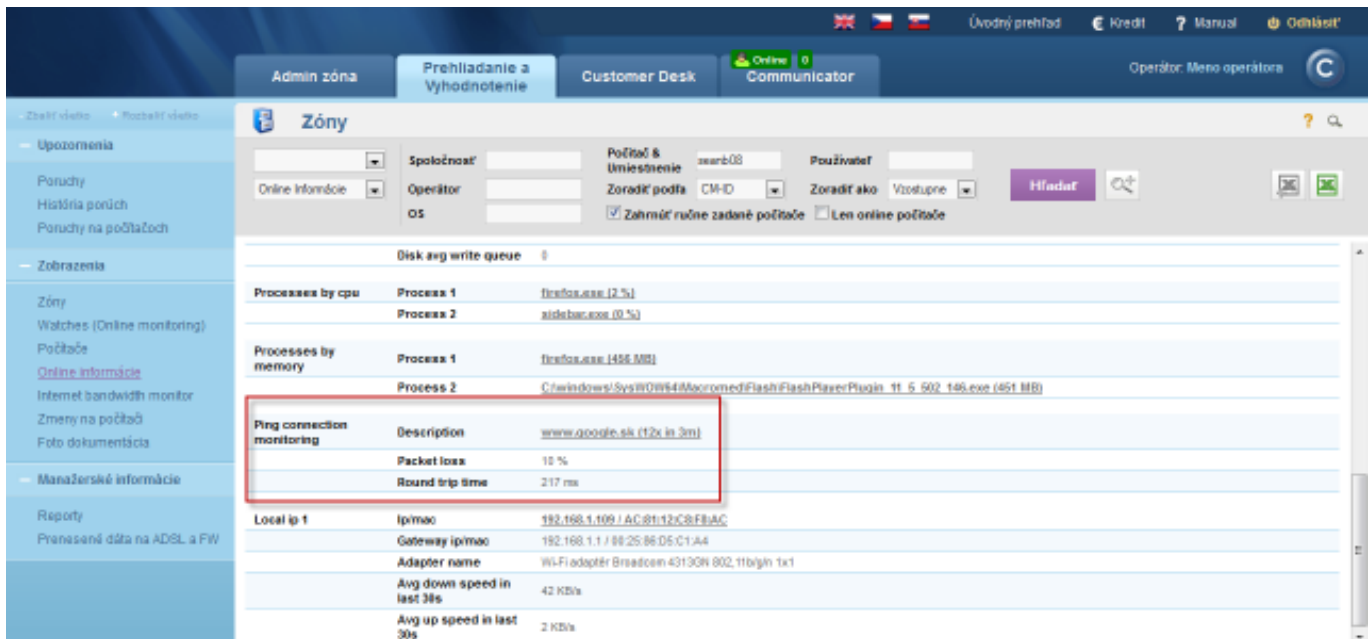 Úvodný prehľad € Kredit ? Manual Odhlásiť
Admin zóna
Prehliadanie a
Vyhodnotenie
Customer Desk
Online 0
Communicator
Operátor: Meno operátora
Zbaliť všetko Rozbaliť všetko
Upozornenia
Poruchy
História porúch
Poruchy na počítačoch
Zobrazenia
Zóny
Watches (Online monitoring)
Počítače
Online informácie
Internet bandwidth monitor
Zmeny na počítači
Foto dokumentácia
Manažerské informácie
Reporty
Prenesené dáta na ADSL a FW
Zóny
Spoločnosť
Počítač &
Umiestnenie
Používateľ
Online Informácie
Operátor
Zoradiť podľa CM-ID
Zoradiť ako Vzostupne
Hľadať
OS
Zahrnúť ručne zadané počítače
Len online počítače
Disk avg write queue 0
Processes by cpu Process 1 firefox.exe (2 %)
Process 2 sidebar.exe (0 %)
Processes by
memory
Process 1 firefox.exe (456 MB)
Process 2 C:\windows\SysWOW64\Macromed\Flash\FlashPlayerPlugin_11_5_502_146.exe (451 MB)
Ping connection
monitoring
Description www.google.sk (12x in 3m)
Packet loss 10 %
Round trip time 217 ms
Local ip 1 Ip/mac 192.168.1.109 / AC:81:12:C8:F8:AC
Gateway ip/mac 192.168.1.1 / 00:25:86:D5:C1:A4
Adapter name Wi-Fi adaptér Broadcom 4313GN 802.11b/g/n 1x1
Avg down speed in
last 30s
42 KB/s
Avg up speed in last
30s
2 KB/s